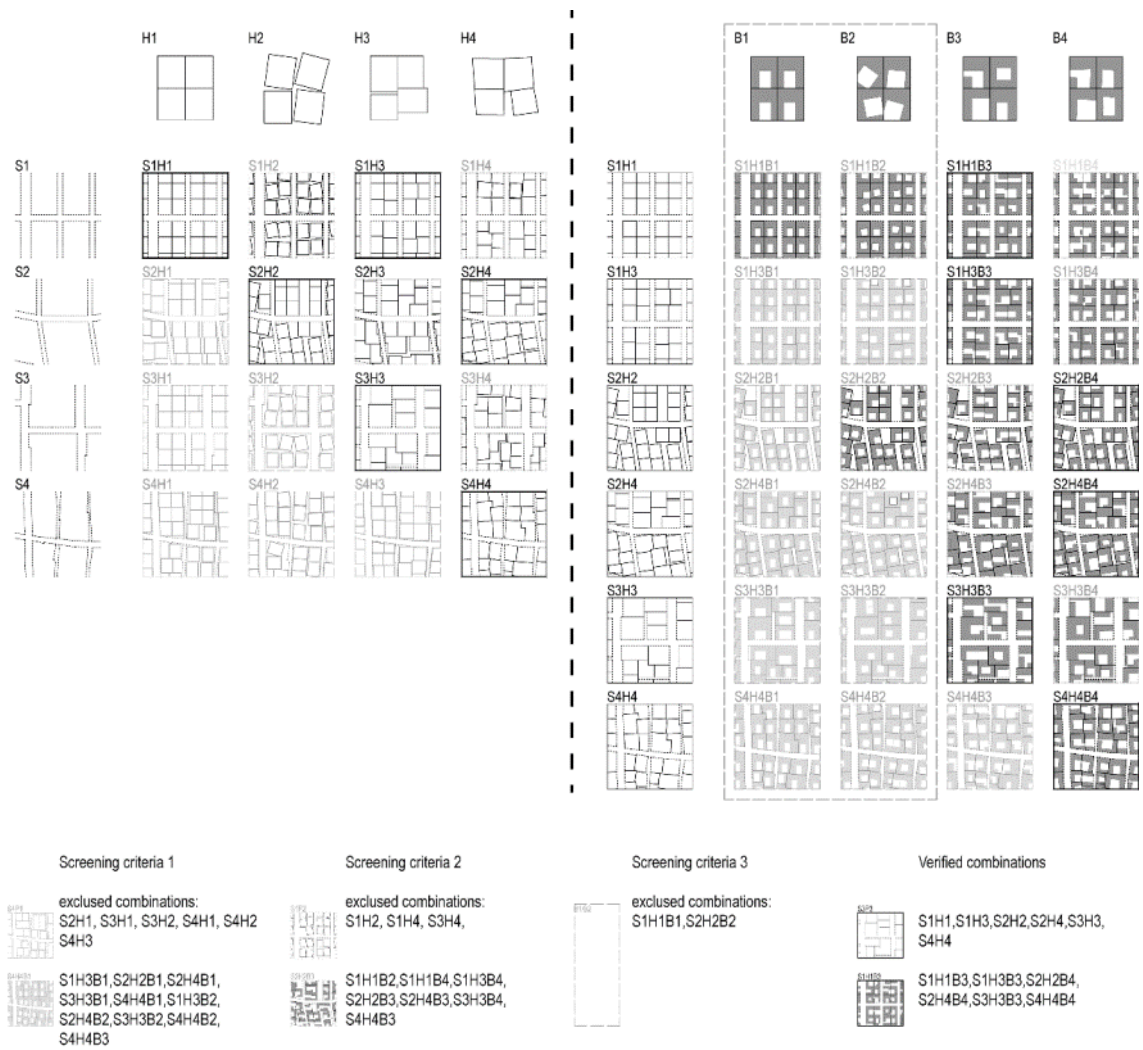 H1 H2 H3 H4 B1 B2 B3 B4
S1 S1H1 S1H2 S1H3 S1H4 S1H1 S1H1B1 S1H1B2 S1H1B3 S1H1B4
S2 S2H1 S2H2 S2H3 S2H4 S1H3 S1H3B1 S1H3B2 S1H3B3 S1H3B4
S3 S3H1 S3H2 S3H3 S3H4 S2H2 S2H2B1 S2H2B2 S2H2B3 S2H2B4
S4 S4H1 S4H2 S4H3 S4H4 S2H4 S2H4B1 S2H4B2 S2H4B3 S2H4B4
S3H3 S3H3B1 S3H3B2 S3H3B3 S3H3B4
S4H4 S4H4B1 S4H4B2 S4H4B3 S4H4B4
Screening criteria 1
exclused combinations:
S2H1, S3H1, S3H2, S4H1, S4H2
S4H3
S4H4B1
S1H3B1,S2H2B1,S2H4B1,
S3H3B1,S4H4B1,S1H3B2,
S2H4B2,S3H3B2,S4H4B2,
S4H4B3
Screening criteria 2
exclused combinations:
S1H2, S1H4, S3H4,
S2H2B3
S1H1B2,S1H1B4,S1H3B4,
S2H2B3,S2H4B3,S3H3B4,
S4H4B3
Screening criteria 3
exclused combinations:
S1H1B1,S2H2B2
Verified combinations
S1H1,S1H3,S2H2,S2H4,S3H3,
S4H4
S1H1B3
S1H1B3,S1H3B3,S2H2B4,
S2H4B4,S3H3B3,S4H4B4